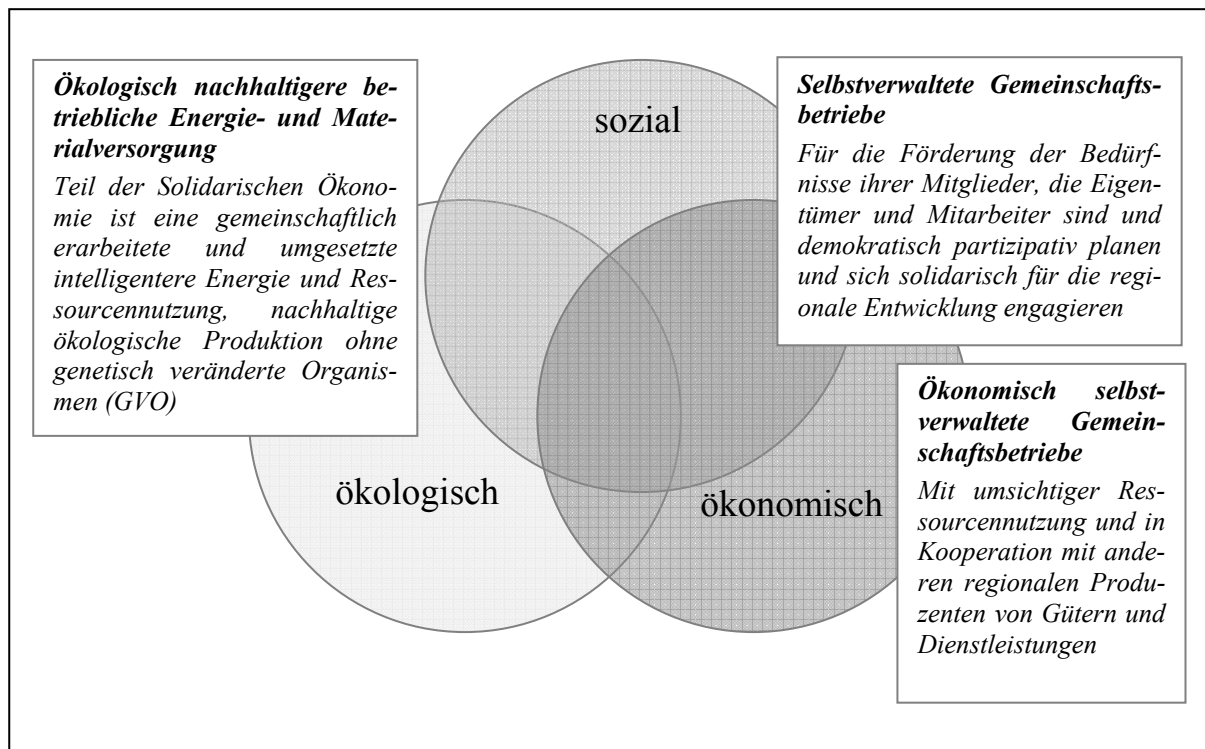 Ökologisch nachhaltigere be-
triebliche Energie- und Mate-
rialversorgung
Teil der Solidarischen Ökono-
mie ist eine gemeinschaftlich
erarbeitete und umgesetzte
intelligentere Energie und Res-
sourcennutzung, nachhaltige
ökologische Produktion ohne
genetisch veränderte Organis-
men (GVO)
sozial
Selbstverwaltete Gemeinschafts-
betriebe
Für die Förderung der Bedürf-
nisse ihrer Mitglieder, die Eigen-
tümer und Mitarbeiter sind und
demokratisch partizipativ planen
und sich solidarisch für die regi-
onale Entwicklung engagieren
ökologisch
ökonomisch
Ökonomisch selbst-
verwaltete Gemein-
schaftsbetriebe
Mit umsichtiger Res-
sourcennutzung und in
Kooperation mit ande-
ren regionalen Produ-
zenten von Gütern und
Dienstleistungen